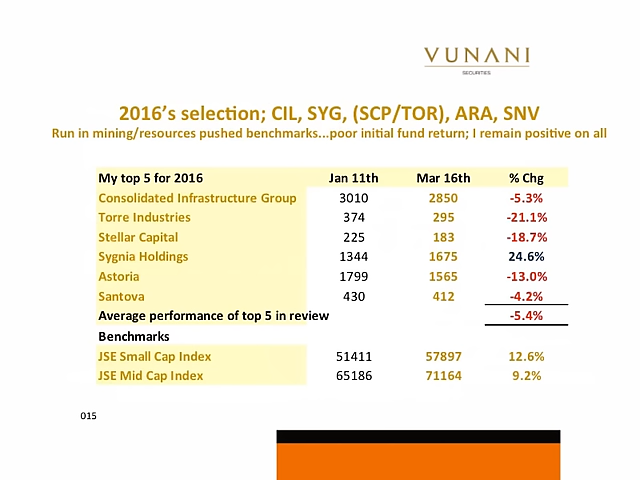 VUNANI
SECURITIES
2016's selection; CIL, SYG, (SCP/TOR), ARA, SNV
Run in mining/resources pushed benchmarks...poor initial fund return; I remain positive on all
My top 5 for 2016 Jan 11th Mar 16th % Chg
Consolidated Infrastructure Group 3010 2850 -5.3%
Torre Industries 374 295 -21.1%
Stellar Capital 225 183 -18.7%
Sygnia Holdings 1344 1675 24.6%
Astoria 1799 1565 -13.0%
Santova 430 412 -4.2%
Average performance of top 5 in review -5.4%
Benchmarks
JSE Small Cap Index 51411 57897 12.6%
JSE Mid Cap Index 65186 71164 9.2%
015